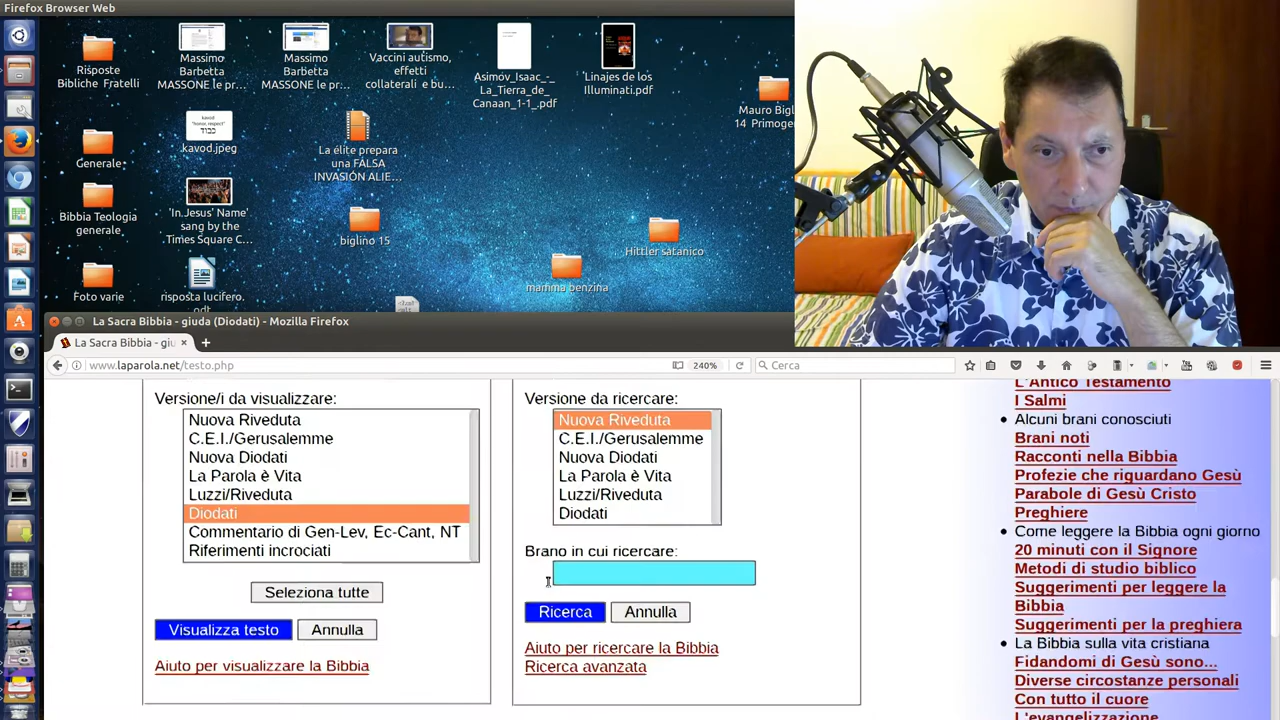 Firefox Browser Web
Risposte
Bibliche Fratelli
Massimo
Barbetta
MASSONE le pr...
Massimo
Barbetta
MASSONE le pr...
Vaccini autismo,
effetti
collaterali e bu...
Asimov_Isaac_-_
La_Tierra_de_
Canaan_1-1_.pdf
Linajes de los
Illuminati.pdf
Mauro Bigl
14 Primogen
Generale
kavod
"honor, respect"
כבוד
kavod.jpeg
La élite prepara
una FALSA
INVASIÓN ALIE...
Bibbia Teologia
generale
'In Jesus' Name'
sang by the
Times Square C...
biglino 15
Hittler satanico
mamma benzina
Foto varie
risposta lucifero.
odt
La Sacra Bibbia - giuda (Diodati) - Mozilla Firefox
La Sacra Bibbia - giu
www.laparola.net/testo.php
240%
Cerca
Versione/i da visualizzare:
Nuova Riveduta
C.E.I./Gerusalemme
Nuova Diodati
La Parola è Vita
Luzzi/Riveduta
Diodati
Commentario di Gen-Lev, Ec-Cant, NT
Riferimenti incrociati
Seleziona tutte
Visualizza testo
Annulla
Aiuto per visualizzare la Bibbia
Versione da ricercare:
Nuova Riveduta
C.E.I./Gerusalemme
Nuova Diodati
La Parola è Vita
Luzzi/Riveduta
Diodati
Brano in cui ricercare:
Ricerca
Annulla
Aiuto per ricercare la Bibbia
Ricerca avanzata
L'Antico Testamento
I Salmi
Alcuni brani conosciuti
Brani noti
Racconti nella Bibbia
Profezie che riguardano Gesù
Parabole di Gesù Cristo
Preghiere
Come leggere la Bibbia ogni giorno
20 minuti con il Signore
Metodi di studio biblico
Suggerimenti per leggere la
Bibbia
Suggerimenti per la preghiera
La Bibbia sulla vita cristiana
Fidandomi di Gesù sono...
Diverse circostanze personali
Con tutto il cuore
L'evangelizzazione